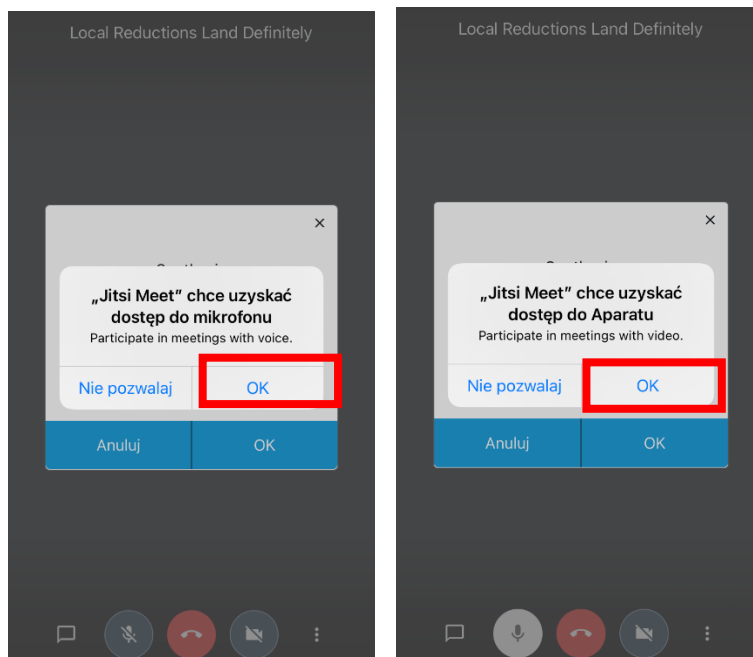 Local Reductions Land Definitely
„Jitsi Meet” chce uzyskać
dostęp do mikrofonu
Participate in meetings with voice.
Nie pozwalaj OK
Anuluj OK
Local Reductions Land Definitely
„Jitsi Meet” chce uzyskać
dostęp do Aparatu
Participate in meetings with video.
Nie pozwalaj OK
Anuluj OK